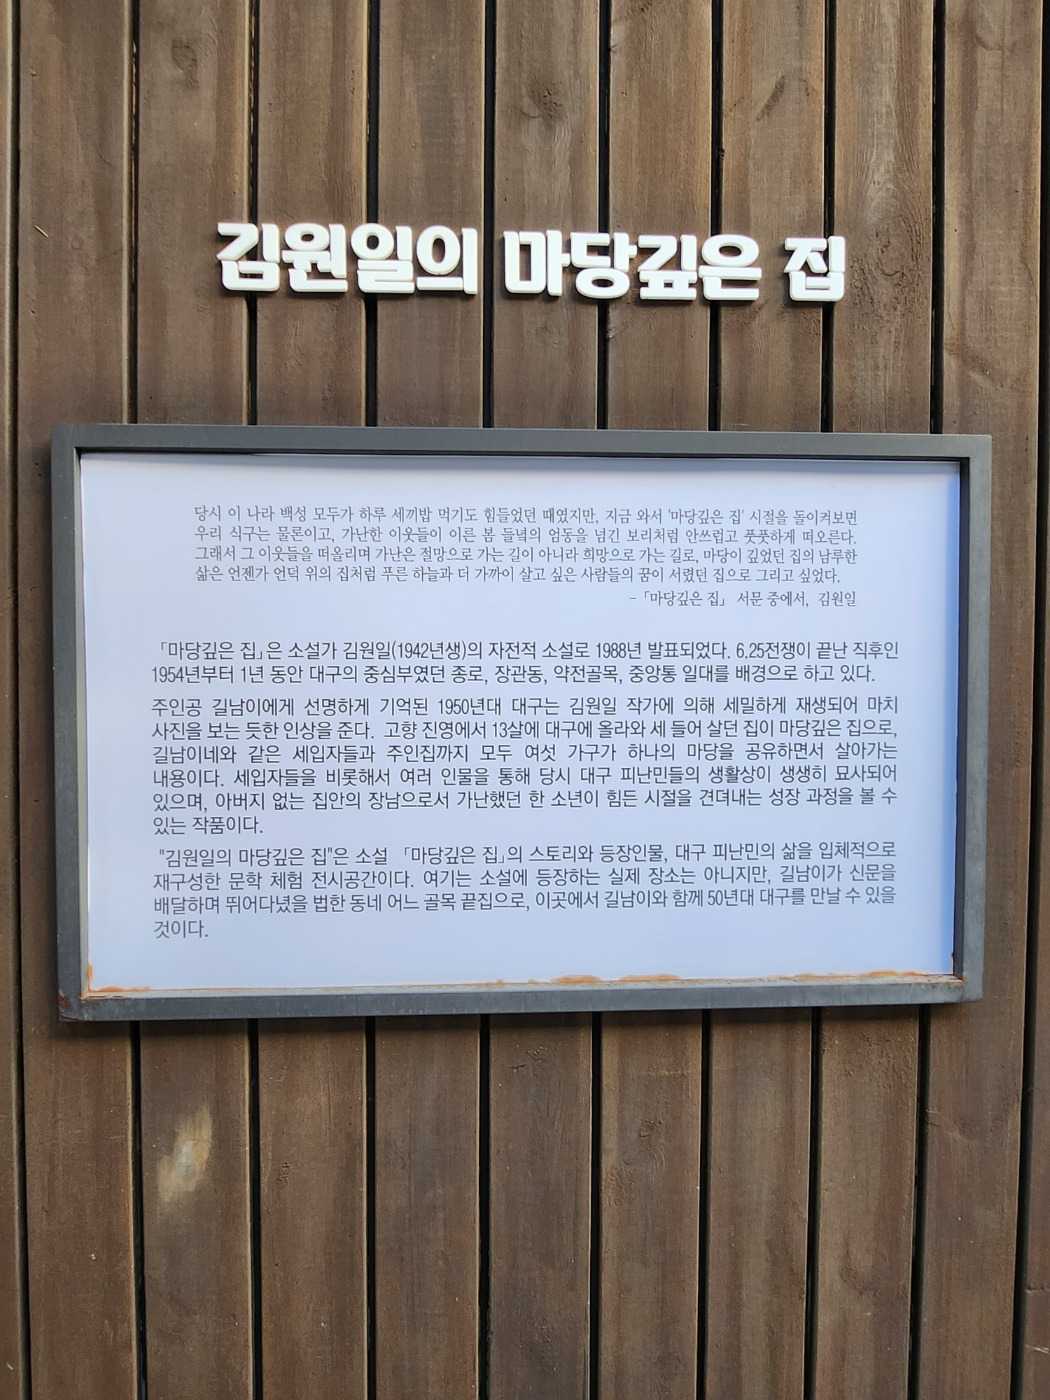 김원일의 마당깊은 집
당시 이 나라 백성 모두가 하루 세끼밥 먹기도 힘들었던 때였지만, 지금 와서 '마당깊은 집' 시절을 돌이켜보면
우리 식구는 물론이고, 가난한 이웃들이 이른 봄 들녘의 엄동을 넘긴 보리처럼 안쓰럽고 풋풋하게 떠오른다.
그래서 그 이웃들을 떠올리며 가난은 절망으로 가는 길이 아니라 희망으로 가는 길로, 마당이 깊었던 집의 남루한
삶은 언젠가 언덕 위의 집처럼 푸른 하늘과 더 가까이 살고 싶은 사람들의 꿈이 서렸던 집으로 그리고 싶었다.
-「마당깊은 집」 서문 중에서, 김원일
「마당깊은 집」은 소설가 김원일(1942년생)의 자전적 소설로 1988년 발표되었다. 6.25전쟁이 끝난 직후인
1954년부터 1년 동안 대구의 중심부였던 종로, 장관동, 약전골목, 중앙통 일대를 배경으로 하고 있다.
주인공 길남이에게 선명하게 기억된 1950년대 대구는 김원일 작가에 의해 세밀하게 재생되어 마치
사진을 보는 듯한 인상을 준다. 고향 진영에서 13살에 대구에 올라와 세 들어 살던 집이 마당깊은 집으로,
길남이네와 같은 세입자들과 주인집까지 모두 여섯 가구가 하나의 마당을 공유하면서 살아가는
내용이다. 세입자들을 비롯해서 여러 인물을 통해 당시 대구 피난민들의 생활상이 생생히 묘사되어
있으며, 아버지 없는 집안의 장남으로서 가난했던 한 소년이 힘든 시절을 견뎌내는 성장 과정을 볼 수
있는 작품이다.
"김원일의 마당깊은 집"은 소설 「마당깊은 집」의 스토리와 등장인물, 대구 피난민의 삶을 입체적으로
재구성한 문학 체험 전시공간이다. 여기는 소설에 등장하는 실제 장소는 아니지만, 길남이가 신문을
배달하며 뛰어다녔을 법한 동네 어느 골목 끝집으로, 이곳에서 길남이와 함께 50년대 대구를 만날 수 있을
것이다.